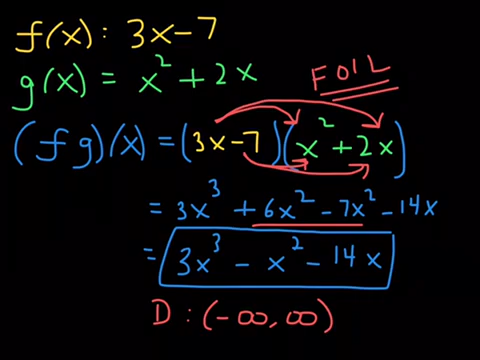 f(x): 3x-7
g(x) = x² + 2x
FOIL
(fg)(x) = (3x-7)(x² + 2x)
= 3x³ + 6x² - 7x² - 14x
= 3x³ - x² - 14x
D: (-∞, ∞)